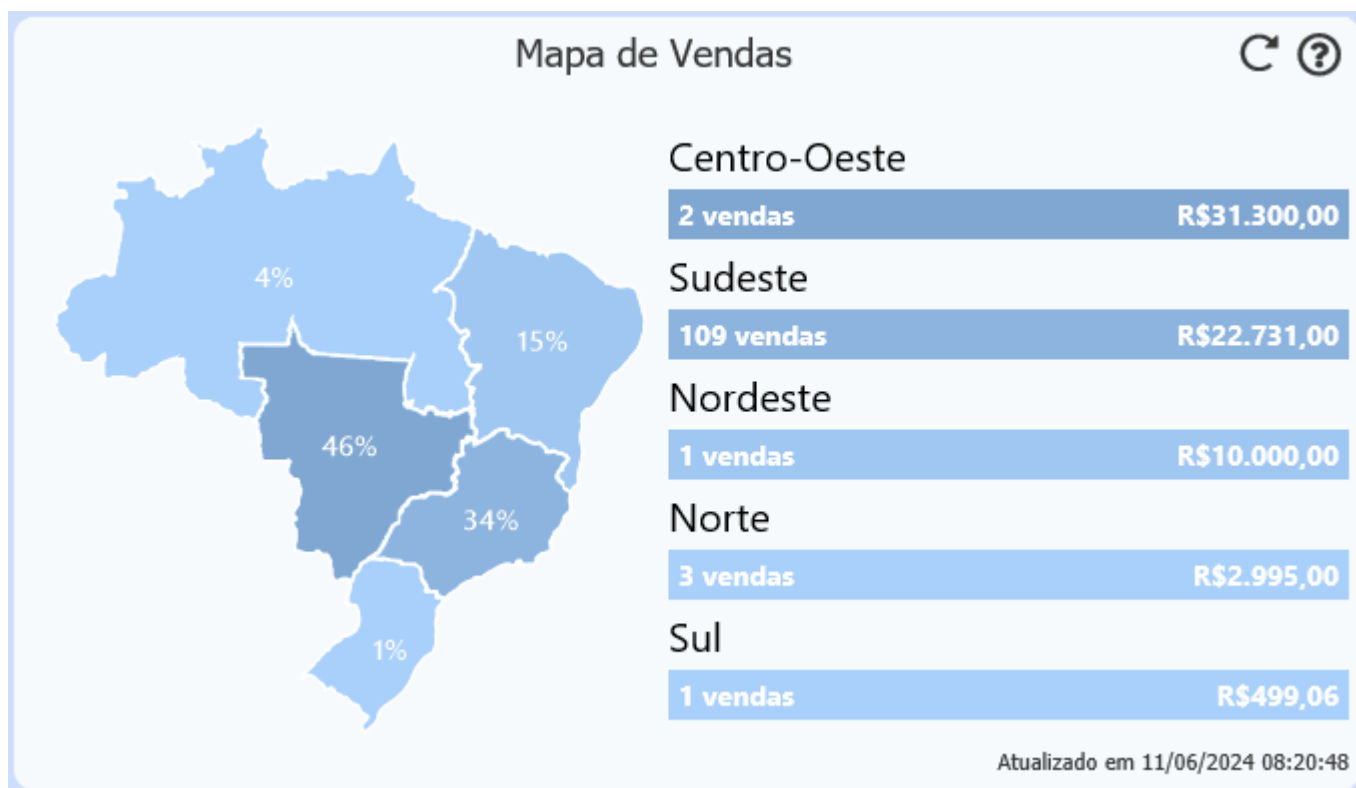 Mapa de Vendas
Centro-Oeste
2 vendas R$31.300,00
Sudeste
109 vendas R$22.731,00
Nordeste
1 vendas R$10.000,00
Norte
3 vendas R$2.995,00
Sul
1 vendas R$499,06
4%
15%
46%
34%
1%
Atualizado em 11/06/2024 08:20:48